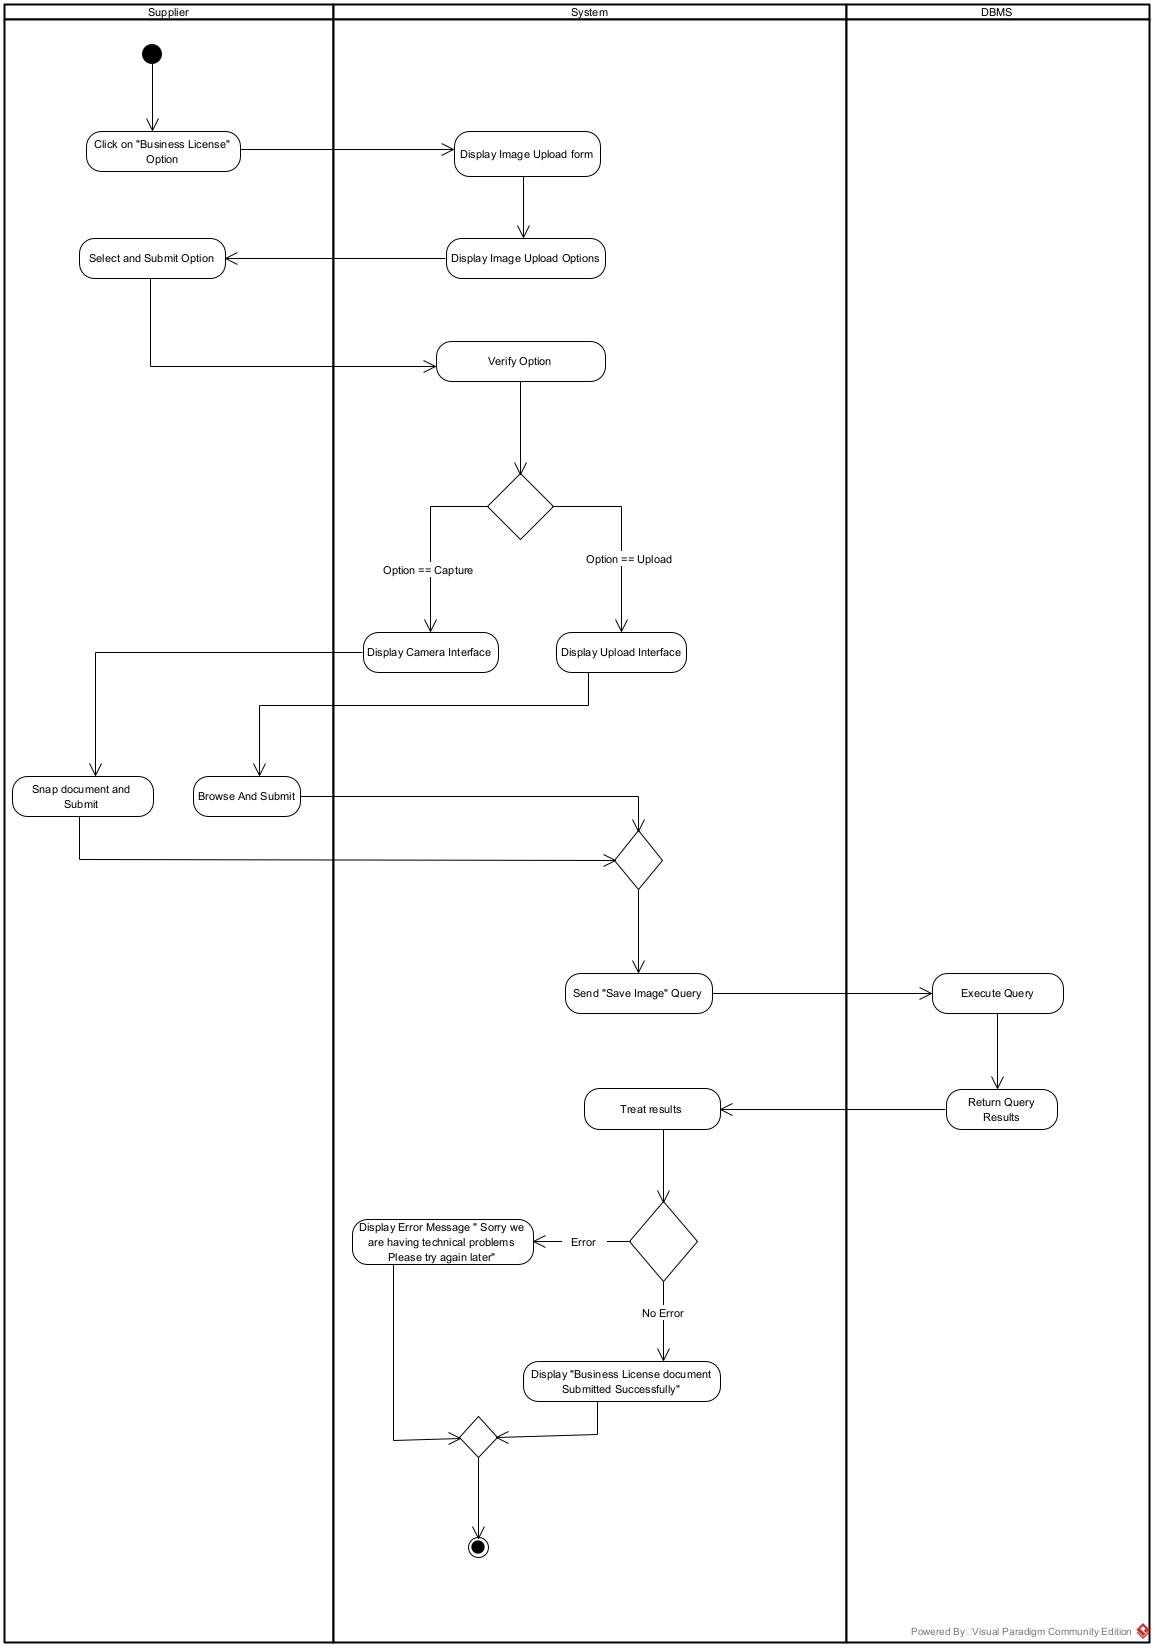 Supplier
System
DBMS
Click on "Business License"
Option
Display Image Upload form
Select and Submit Option
Display Image Upload Options
Verify Option
Option == Capture
Option == Upload
Display Camera Interface
Display Upload Interface
Snap document and
Submit
Browse And Submit
Send "Save Image" Query
Execute Query
Treat results
Return Query
Results
Display Error Message " Sorry we
are having technical problems
Please try again later"
Error
No Error
Display "Business License document
Submitted Successfully"
Powered By Visual Paradigm Community Edition